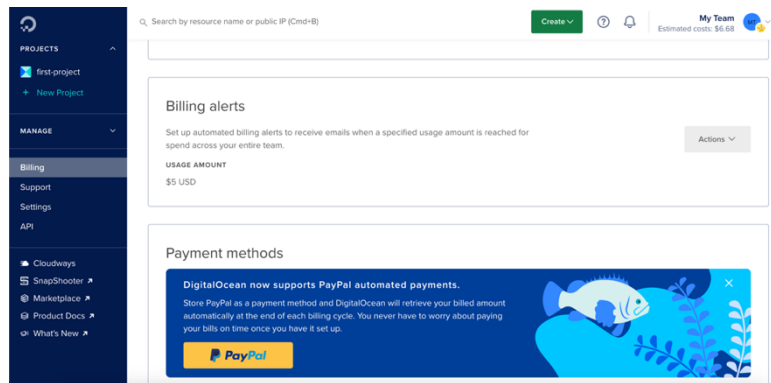 Search by resource name or public IP (Cmd+B)
Create
My Team
Estimated costs: $6.68
MT
PROJECTS
first-project
+ New Project
MANAGE
Billing
Support
Settings
API
Cloudways
SnapShooter
Marketplace
Product Docs
What's New
Billing alerts
Set up automated billing alerts to receive emails when a specified usage amount is reached for
spend across your entire team.
Actions
USAGE AMOUNT
$5 USD
Payment methods
DigitalOcean now supports PayPal automated payments.
Store PayPal as a payment method and DigitalOcean will retrieve your billed amount
automatically at the end of each billing cycle. You never have to worry about paying
your bills on time once you have it set up.
PayPal